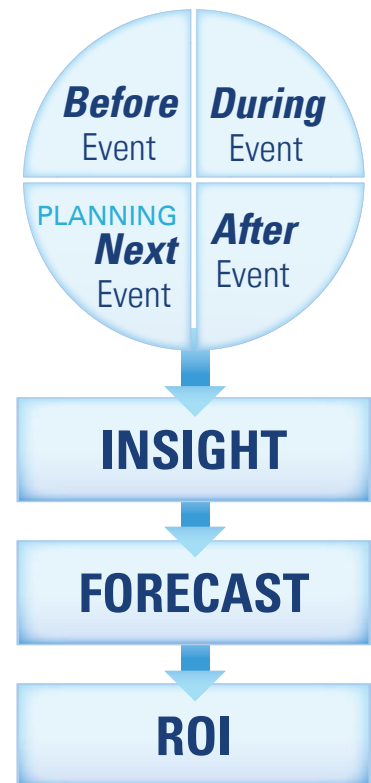 Before
Event
During
Event
PLANNING
Next
Event
After
Event
INSIGHT
FORECAST
ROI